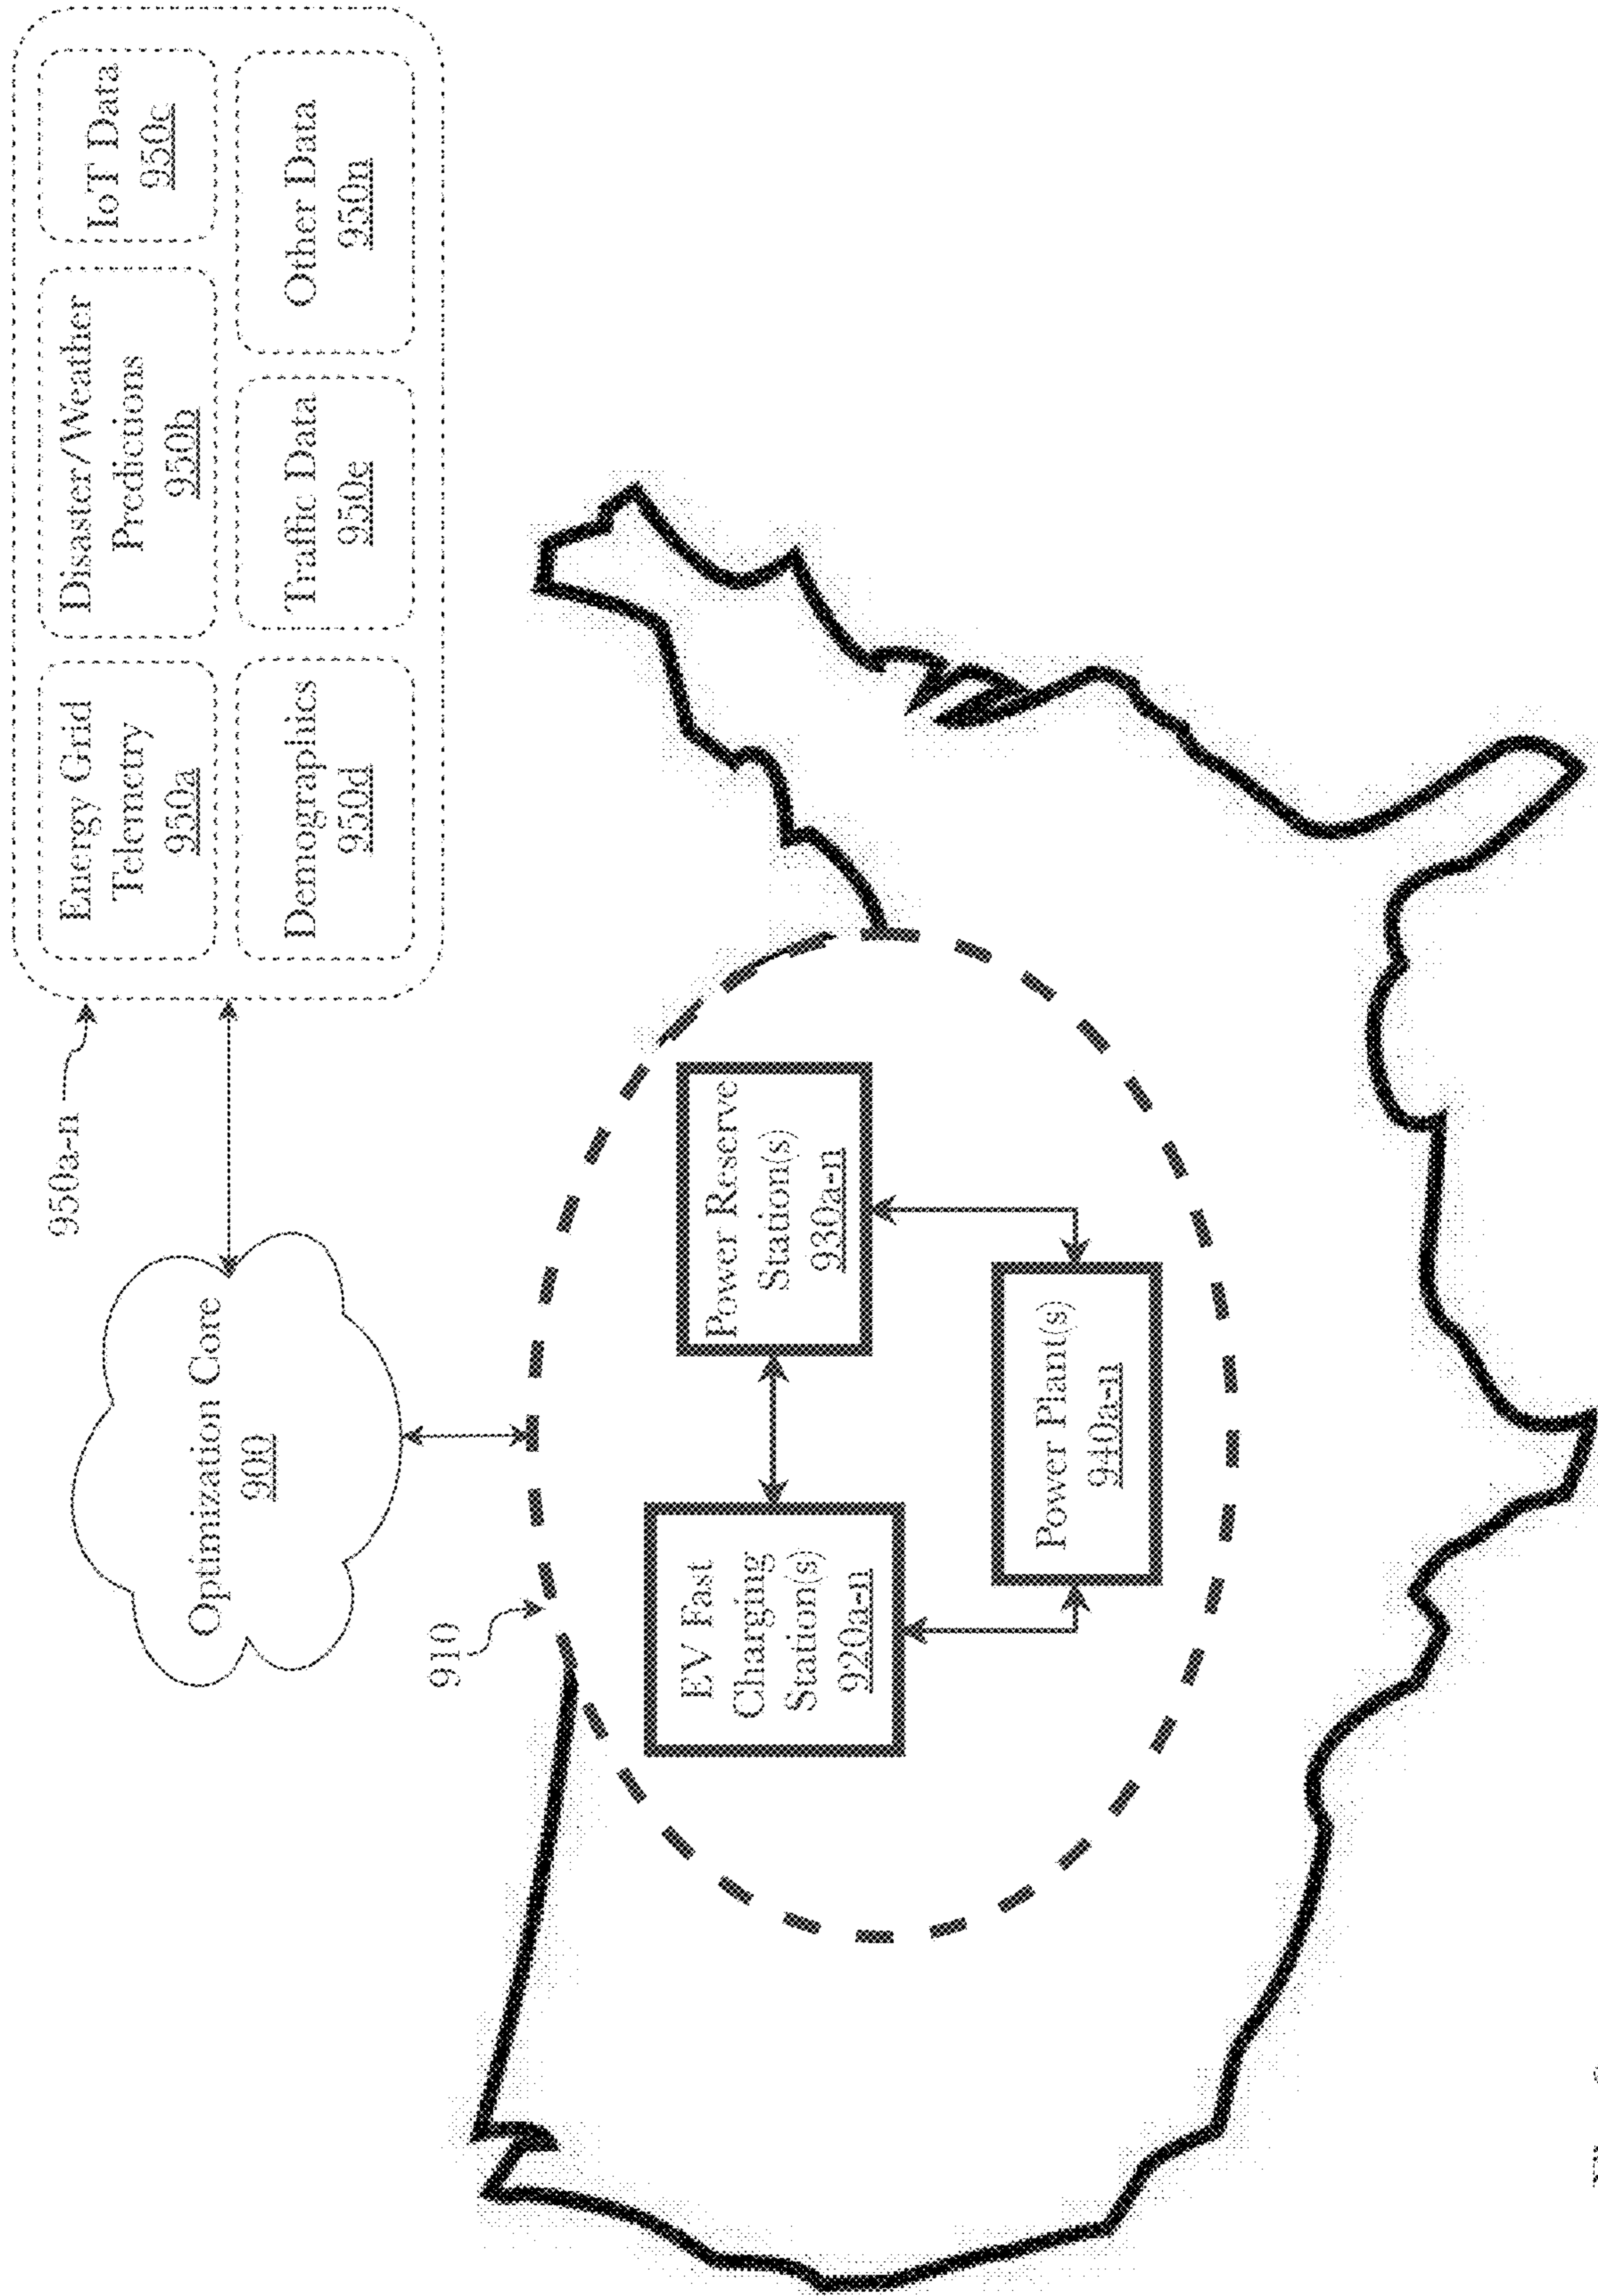 950a-n
Energy Grid
Telemetry
950a
Disaster/Weather
Predictions
950b
IoT Data
950c
Demographics
950d
Traffic Data
950e
Other Data
950n
Optimization Core
900
910
EV Fast
Charging
Station(s)
920a-n
Power Reserve
Station(s)
930a-n
Power Plant(s)
940a-n